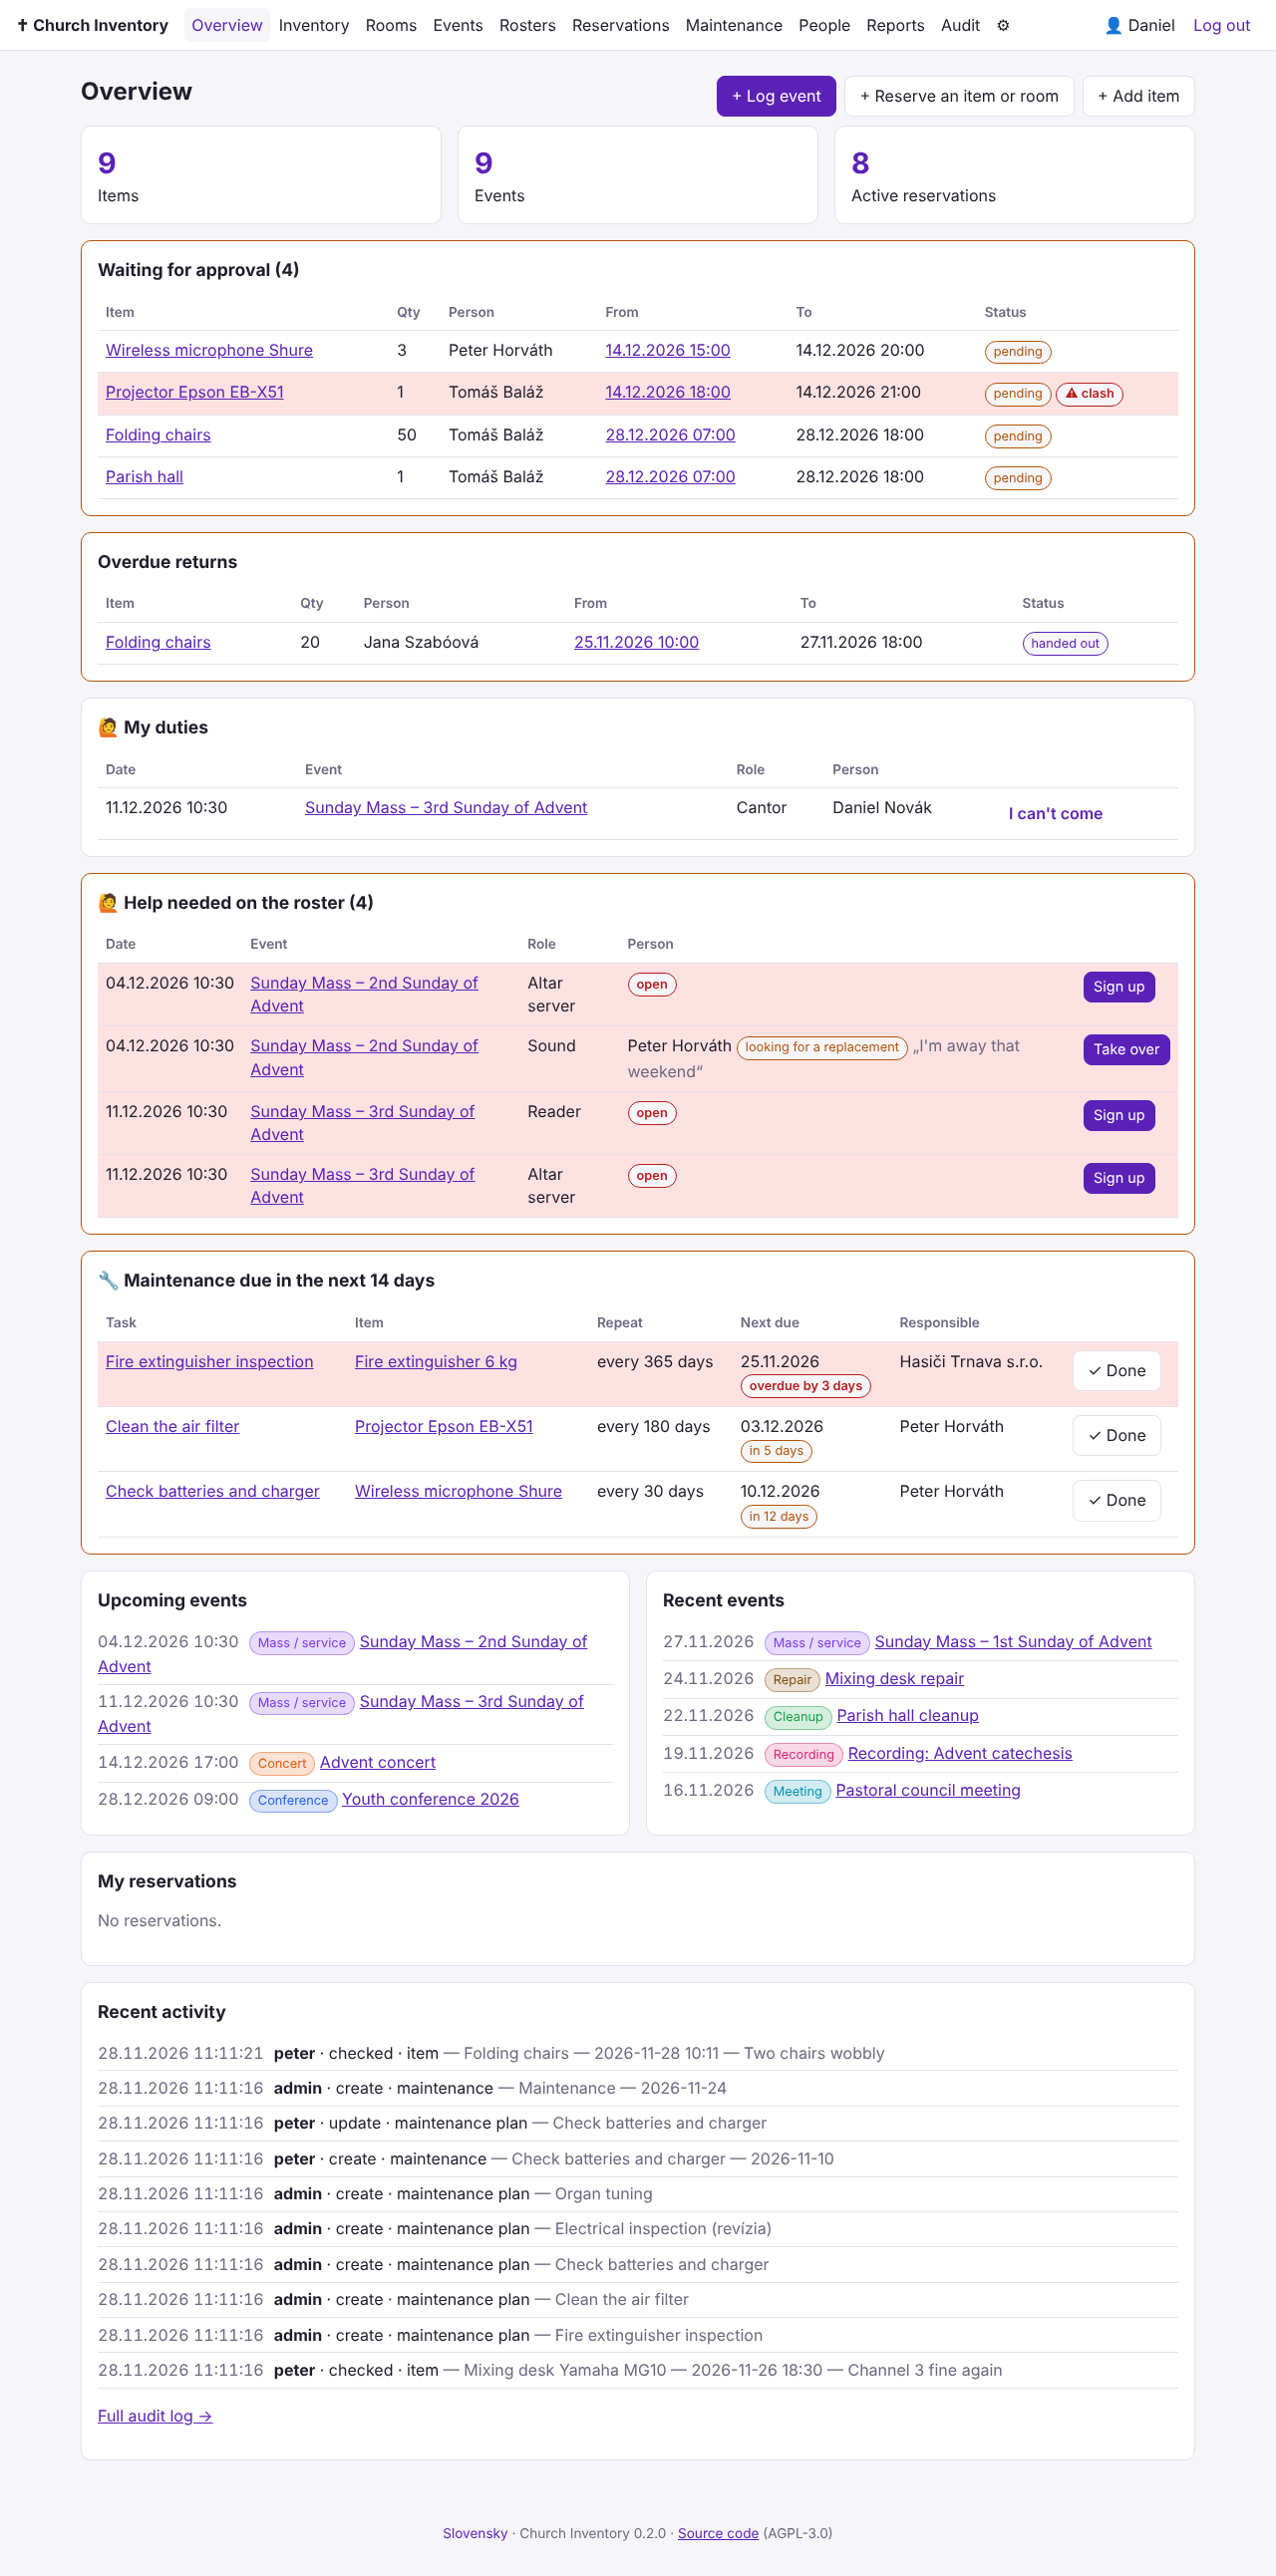 ✝ Church Inventory Overview Inventory Rooms Events Rosters Reservations Maintenance People Reports Audit ⚙ 👤 Daniel Log out
Overview + Log event + Reserve an item or room + Add item
9 9 8
Items Events Active reservations
Waiting for approval (4)
Item Qty Person From To Status
Wireless microphone Shure 3 Peter Horváth 14.12.2026 15:00 14.12.2026 20:00 pending
Projector Epson EB-X51 1 Tomáš Baláž 14.12.2026 18:00 14.12.2026 21:00 pending ⚠ clash
Folding chairs 50 Tomáš Baláž 28.12.2026 07:00 28.12.2026 18:00 pending
Parish hall 1 Tomáš Baláž 28.12.2026 07:00 28.12.2026 18:00 pending
Overdue returns
Item Qty Person From To Status
Folding chairs 20 Jana Szabóová 25.11.2026 10:00 27.11.2026 18:00 handed out
🙋 My duties
Date Event Role Person
11.12.2026 10:30 Sunday Mass – 3rd Sunday of Advent Cantor Daniel Novák I can't come
🙋 Help needed on the roster (4)
Date Event Role Person
04.12.2026 10:30 Sunday Mass – 2nd Sunday of Altar open Sign up
Advent server
04.12.2026 10:30 Sunday Mass – 2nd Sunday of Sound Peter Horváth looking for a replacement „I'm away that Take over
Advent weekend“
11.12.2026 10:30 Sunday Mass – 3rd Sunday of Reader open Sign up
Advent
11.12.2026 10:30 Sunday Mass – 3rd Sunday of Altar open Sign up
Advent server
🔧 Maintenance due in the next 14 days
Task Item Repeat Next due Responsible
Fire extinguisher inspection Fire extinguisher 6 kg every 365 days 25.11.2026 Hasiči Trnava s.r.o. ✓ Done
overdue by 3 days
Clean the air filter Projector Epson EB-X51 every 180 days 03.12.2026 Peter Horváth ✓ Done
in 5 days
Check batteries and charger Wireless microphone Shure every 30 days 10.12.2026 Peter Horváth ✓ Done
in 12 days
Upcoming events
04.12.2026 10:30 Mass / service Sunday Mass – 2nd Sunday of
Advent
11.12.2026 10:30 Mass / service Sunday Mass – 3rd Sunday of
Advent
14.12.2026 17:00 Concert Advent concert
28.12.2026 09:00 Conference Youth conference 2026
Recent events
27.11.2026 Mass / service Sunday Mass – 1st Sunday of Advent
24.11.2026 Repair Mixing desk repair
22.11.2026 Cleanup Parish hall cleanup
19.11.2026 Recording Recording: Advent catechesis
16.11.2026 Meeting Pastoral council meeting
My reservations
No reservations.
Recent activity
28.11.2026 11:11:21 peter · checked · item — Folding chairs — 2026-11-28 10:11 — Two chairs wobbly
28.11.2026 11:11:16 admin · create · maintenance — Maintenance — 2026-11-24
28.11.2026 11:11:16 peter · update · maintenance plan — Check batteries and charger
28.11.2026 11:11:16 peter · create · maintenance — Check batteries and charger — 2026-11-10
28.11.2026 11:11:16 admin · create · maintenance plan — Organ tuning
28.11.2026 11:11:16 admin · create · maintenance plan — Electrical inspection (revízia)
28.11.2026 11:11:16 admin · create · maintenance plan — Check batteries and charger
28.11.2026 11:11:16 admin · create · maintenance plan — Clean the air filter
28.11.2026 11:11:16 admin · create · maintenance plan — Fire extinguisher inspection
28.11.2026 11:11:16 peter · checked · item — Mixing desk Yamaha MG10 — 2026-11-26 18:30 — Channel 3 fine again
Full audit log →
Slovensky · Church Inventory 0.2.0 · Source code (AGPL-3.0)